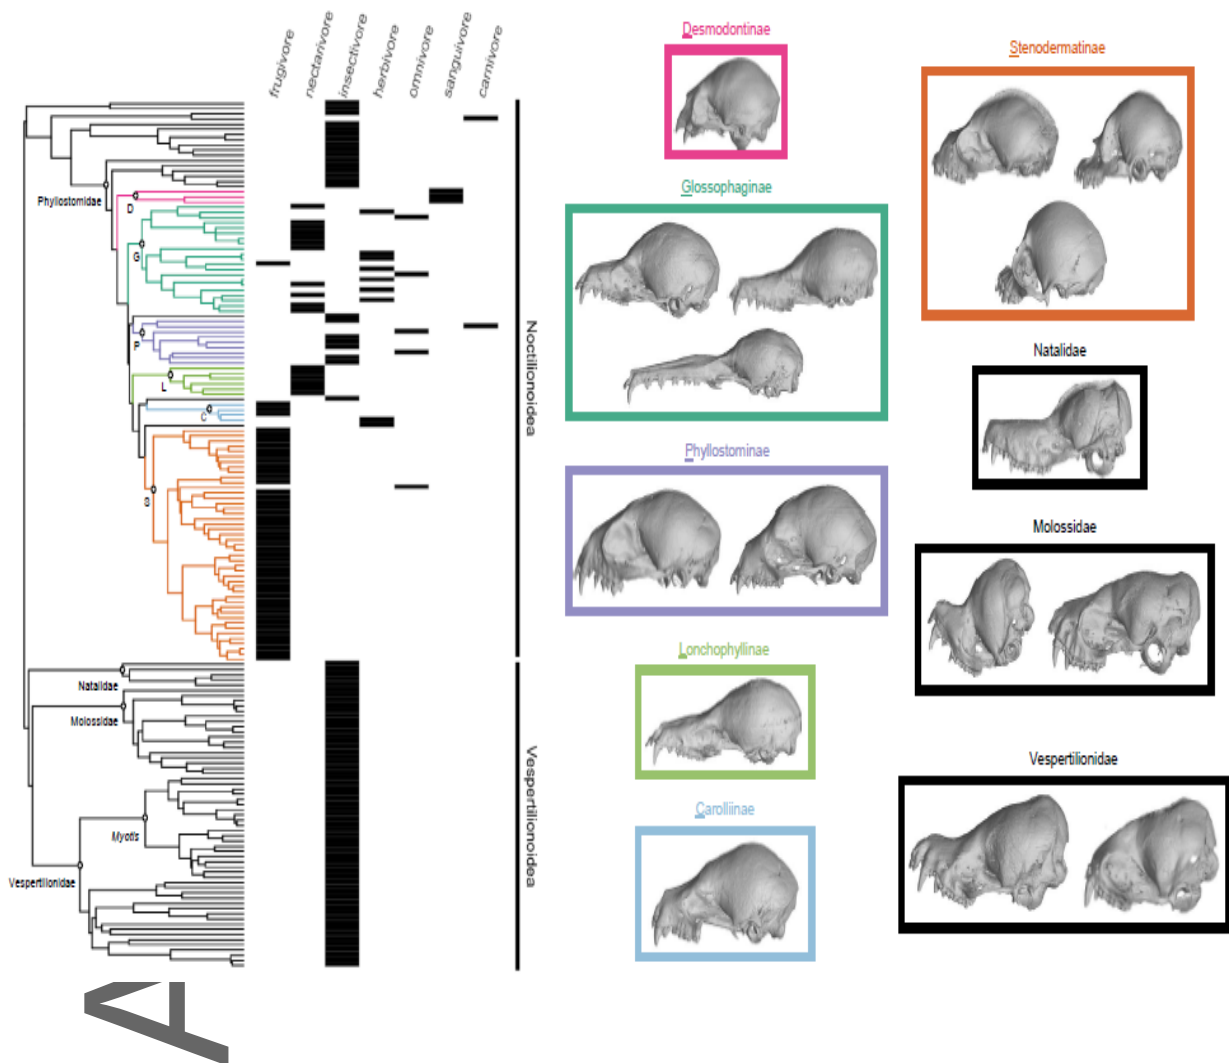 frugivore
nectarivore
insectivore
herbivore
omnivore
sanguivore
carnivore
Phyllostomidae
D
G
P
L
C
S
Natalidae
Molossidae
Myotis
Vespertilionidae
Noctilionoidea
Vespertilionoidea
A
Desmodontinae
Glossophaginae
Phyllostominae
Lonchophyllinae
Carolliinae
Stenodermatinae
Natalidae
Molossidae
Vespertilionidae